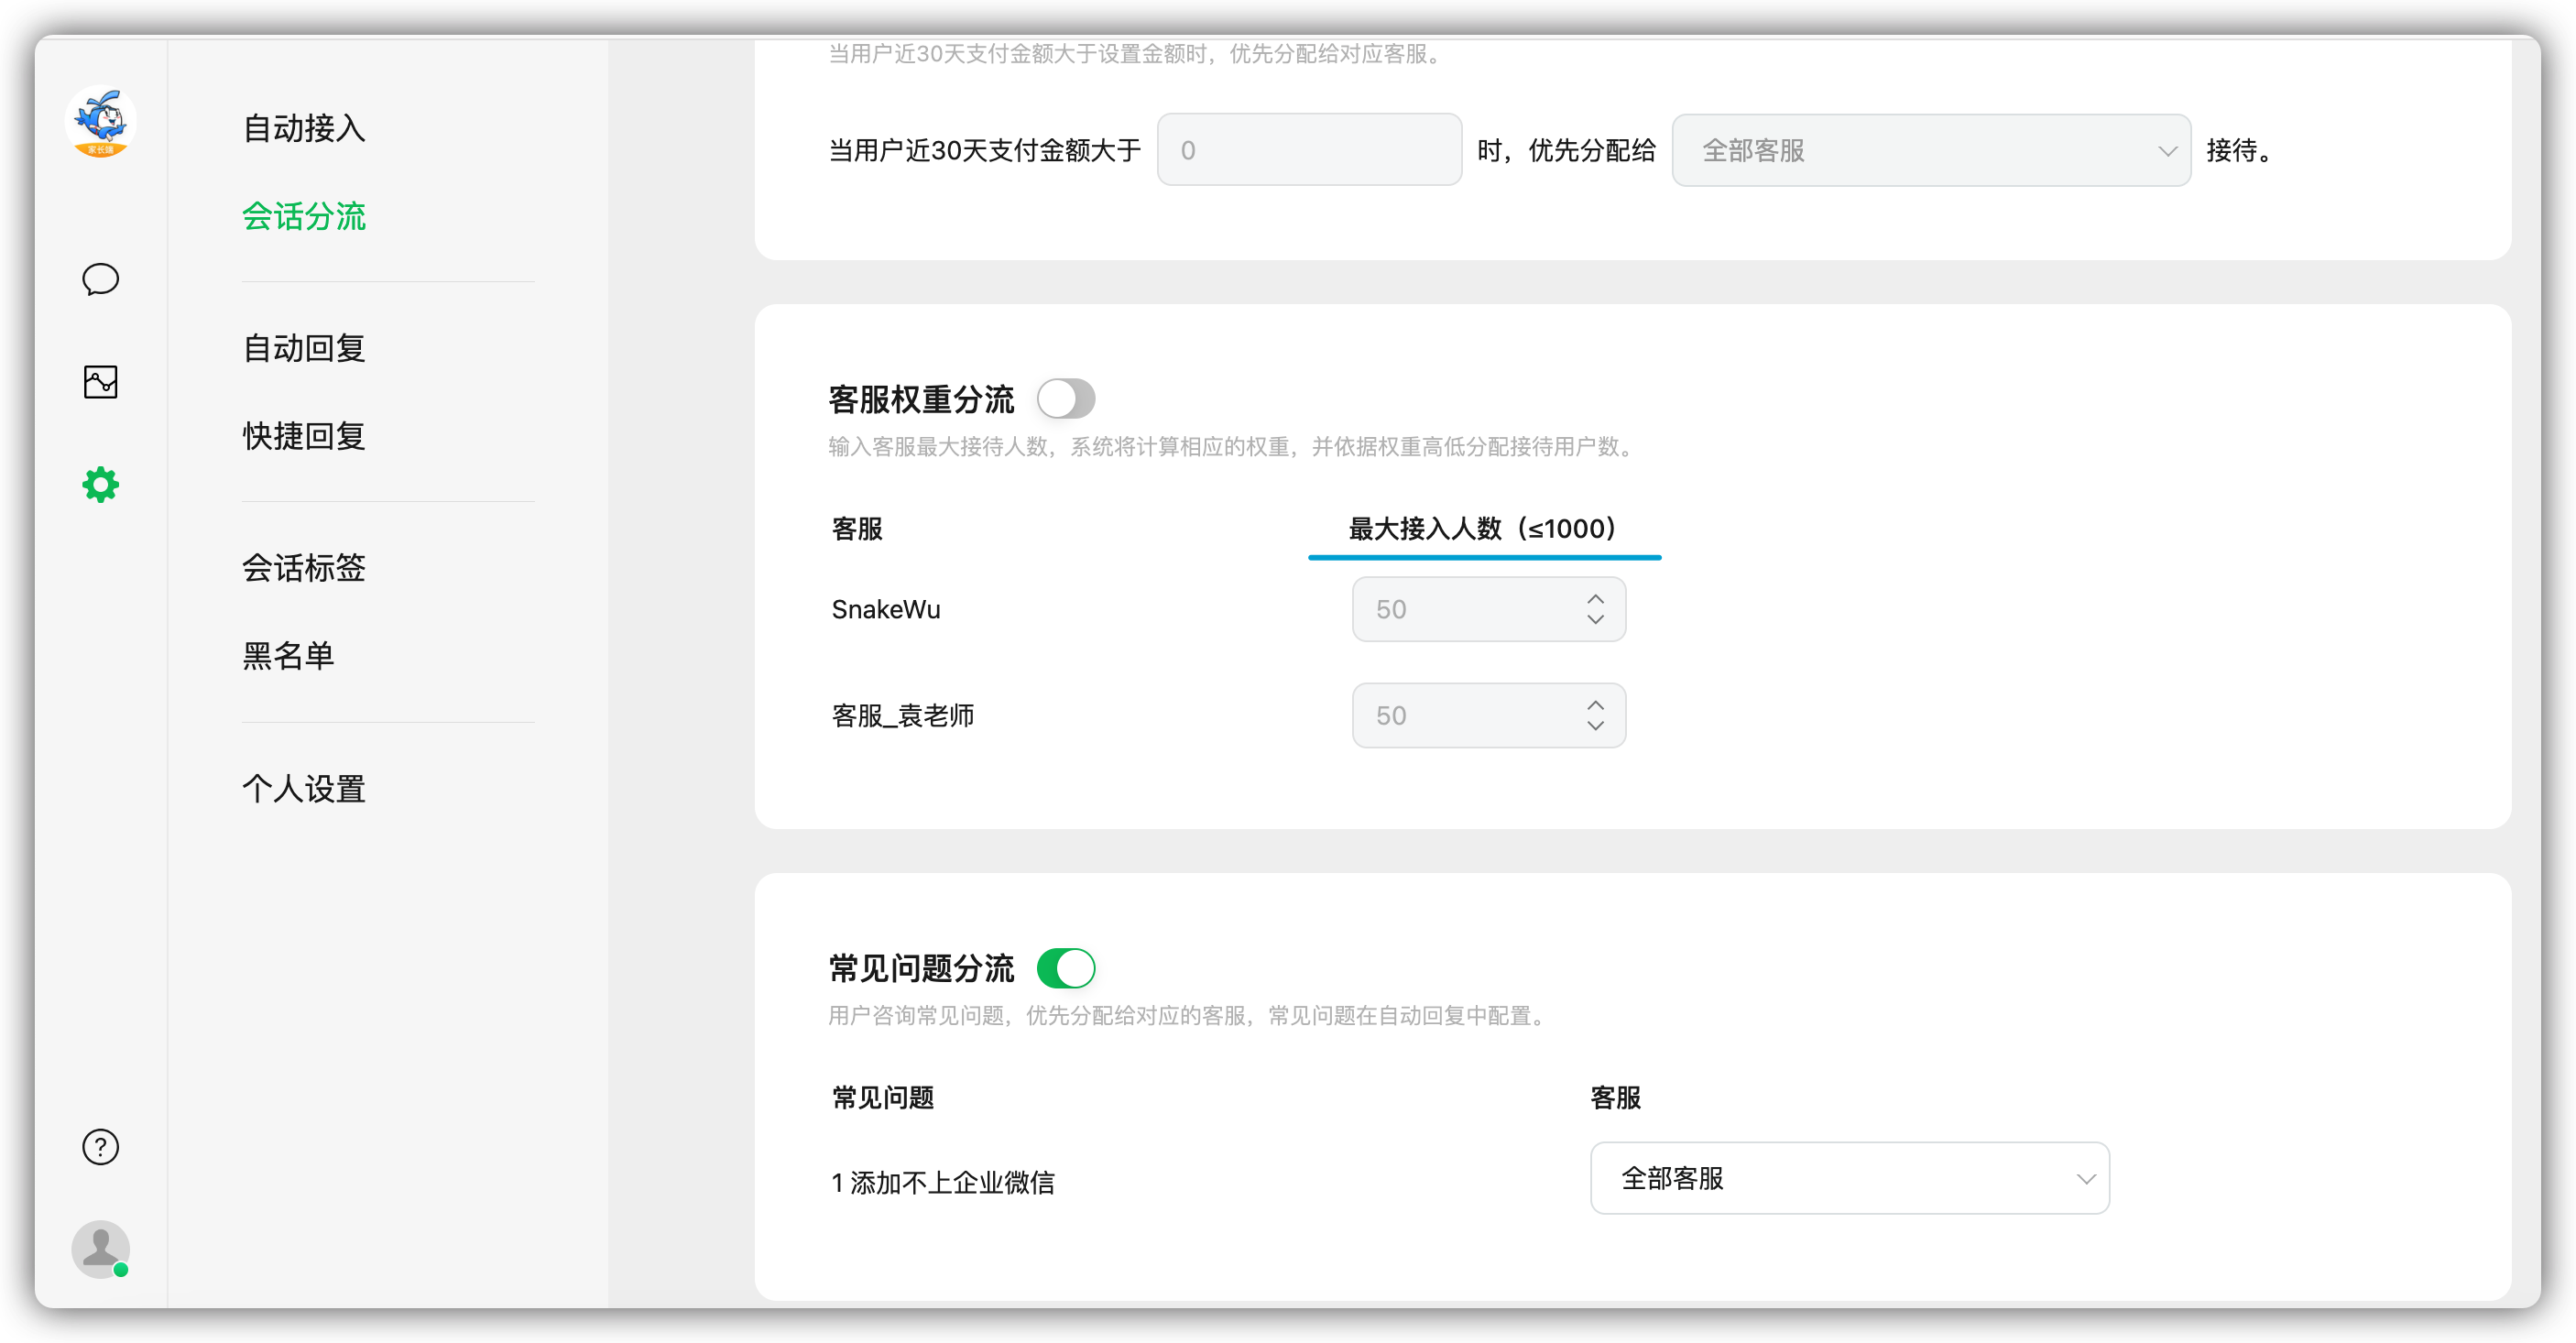 家长端
自动接入
会话分流
自动回复
快捷回复
会话标签
黑名单
个人设置
当用户近30天支付金额大于设置金额时，优先分配给对应客服。
当用户近30天支付金额大于 0 时，优先分配给 全部客服 接待。
客服权重分流
输入客服最大接待人数，系统将计算相应的权重，并依据权重高低分配接待用户数。
客服 最大接入人数（≤1000）
SnakeWu 50
客服_袁老师 50
常见问题分流
用户咨询常见问题，优先分配给对应的客服，常见问题在自动回复中配置。
常见问题 客服
1 添加不上企业微信 全部客服